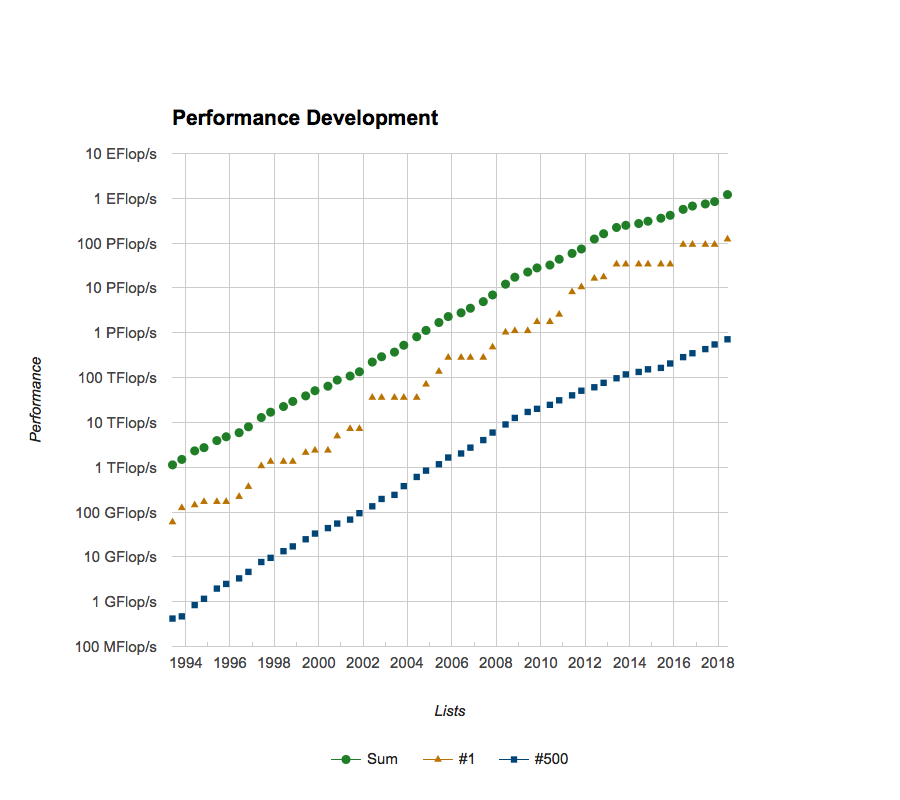 Performance Development
10 EFlop/s
1 EFlop/s
100 PFlop/s
10 PFlop/s
1 PFlop/s
100 TFlop/s
10 TFlop/s
1 TFlop/s
100 GFlop/s
10 GFlop/s
1 GFlop/s
100 MFlop/s
Performance
1994 1996 1998 2000 2002 2004 2006 2008 2010 2012 2014 2016 2018
Lists
Sum #1 #500